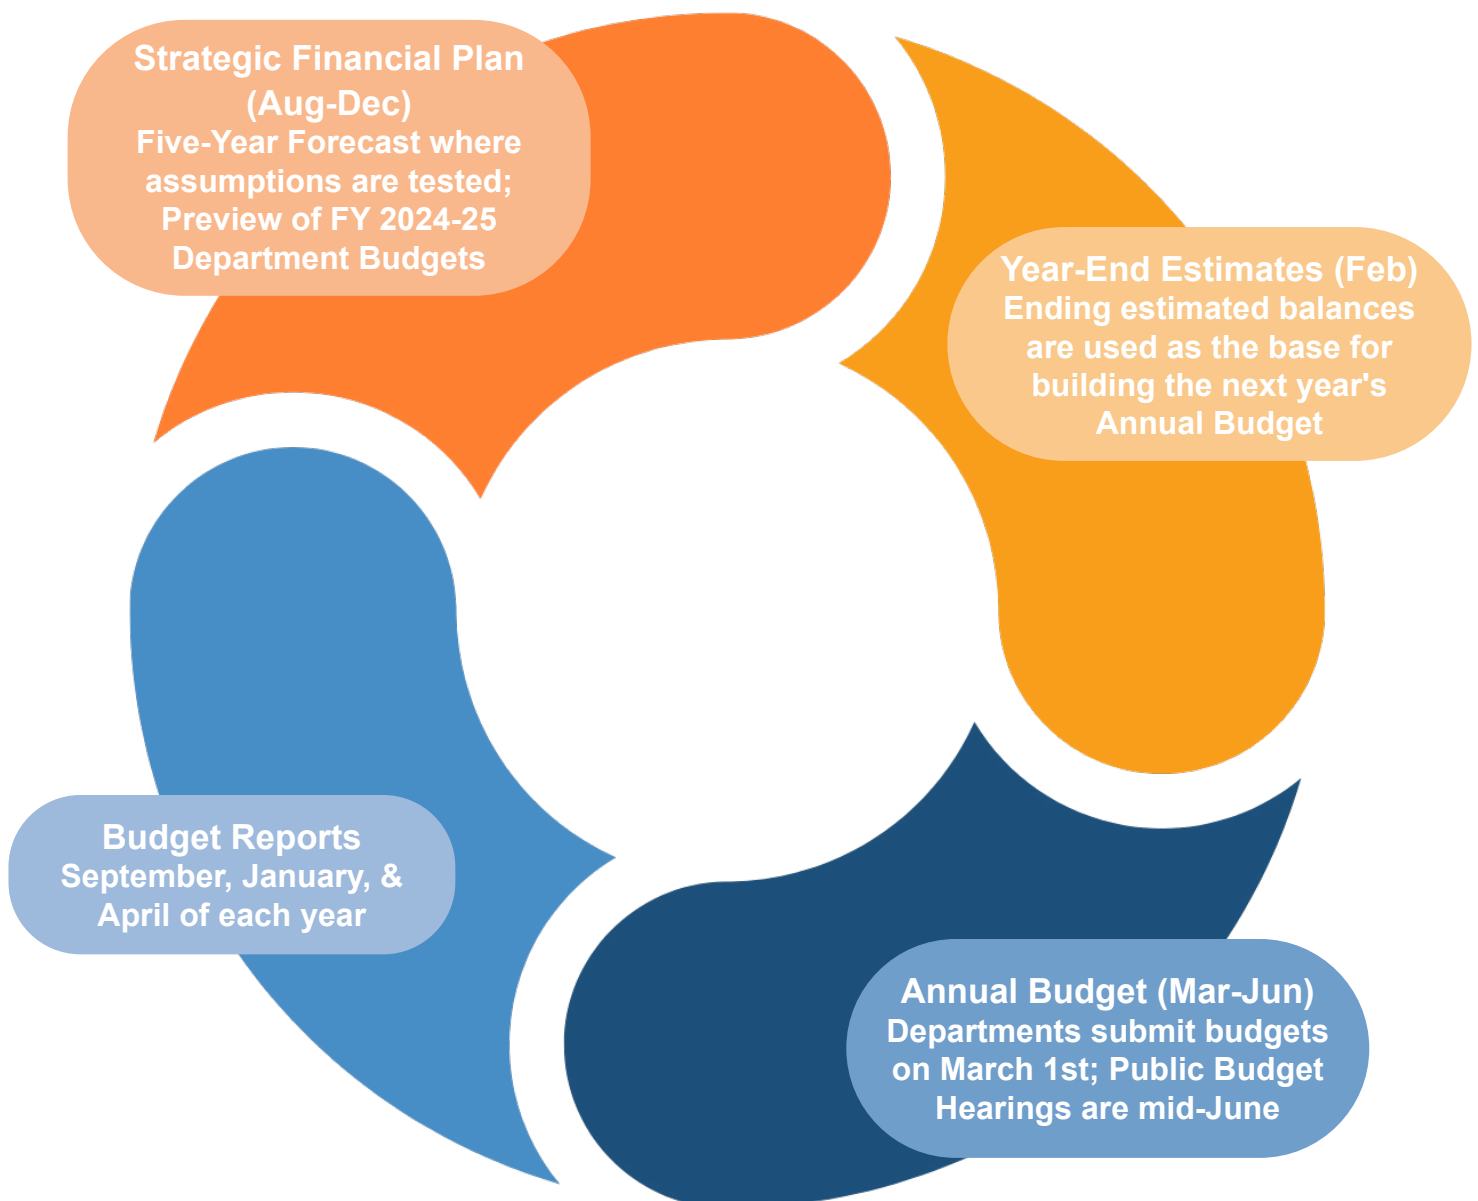 Strategic Financial Plan
(Aug-Dec)
Five-Year Forecast where
assumptions are tested;
Preview of FY 2024-25
Department Budgets
Year-End Estimates (Feb)
Ending estimated balances
are used as the base for
building the next year's
Annual Budget
Annual Budget (Mar-Jun)
Departments submit budgets
on March 1st; Public Budget
Hearings are mid-June
Budget Reports
September, January, &
April of each year